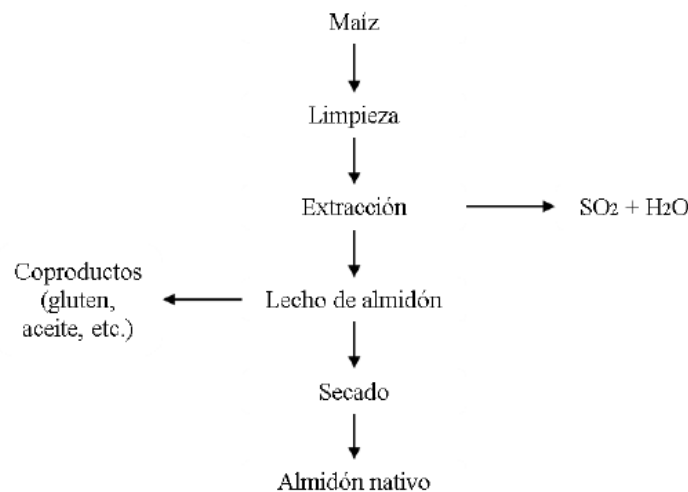 Maíz
Limpieza
Extracción
SO2 + H2O
Coproductos
(gluten,
aceite, etc.)
Lecho de almidón
Secado
Almidón nativo